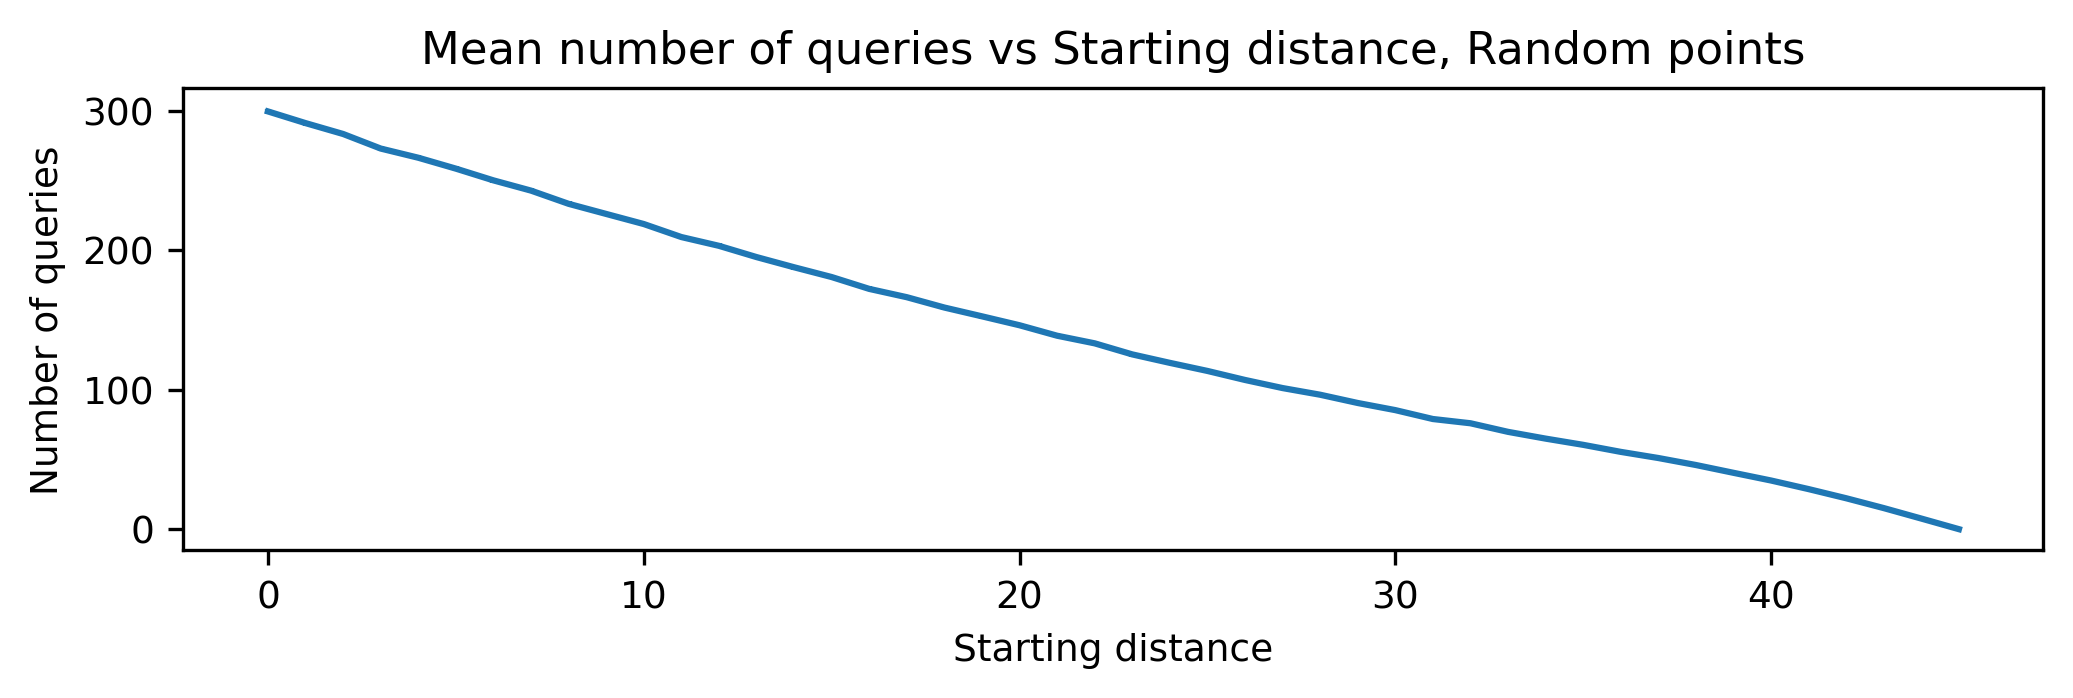 Mean number of queries vs Starting distance, Random points
Number of queries
300
200
100
0
0 10 20 30 40
Starting distance